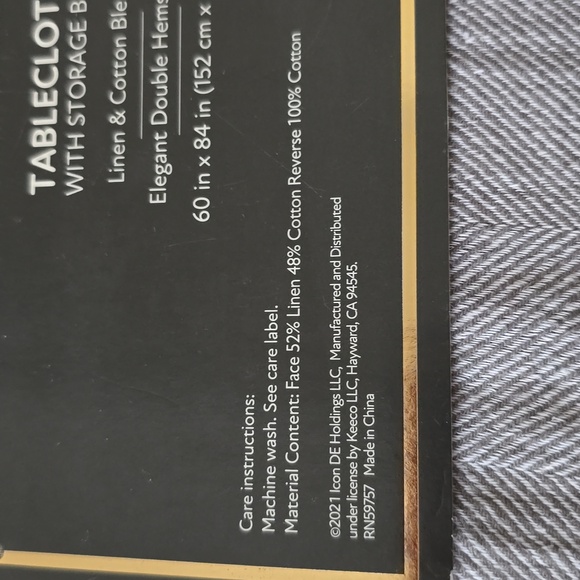 TABLECLOT
WITH STORAGE B
Linen & Cotton Ble
Elegant Double Hems
60 in x 84 in (152 cm x
Care instructions:
Machine wash. See care label.
Material Content: Face 52% Linen 48% Cotton Reverse 100% Cotton
©2021 Icon DE Holdings LLC, Manufactured and Distributed
under license by Keeco LLC, Hayward, CA 94545.
RN59757 Made in China